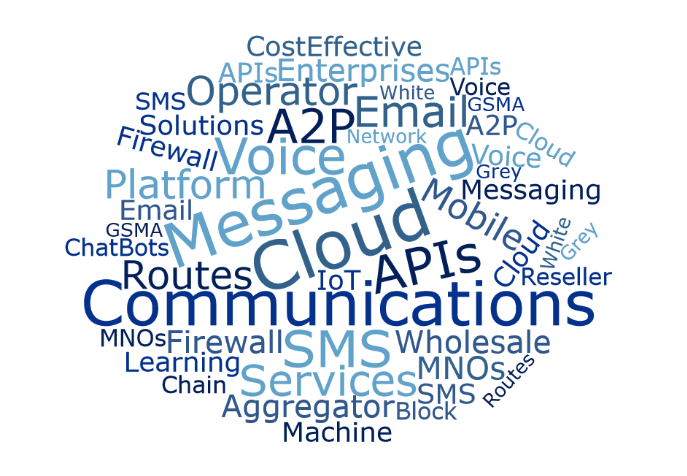 CostEffective
APIs Enterprises APIs
SMS Operator White Voice
Solutions A2P Email GSMA
Firewall Voice Network A2P Cloud
Platform Messaging Voice
Email Cloud Mobile Grey Messaging
GSMA White Grey
ChatBots Routes IoT APIs Cloud Reseller
Communications
MNOs Firewall SMS Wholesale
Learning Services MNOs Routes
Chain Aggregator Block SMS
Machine